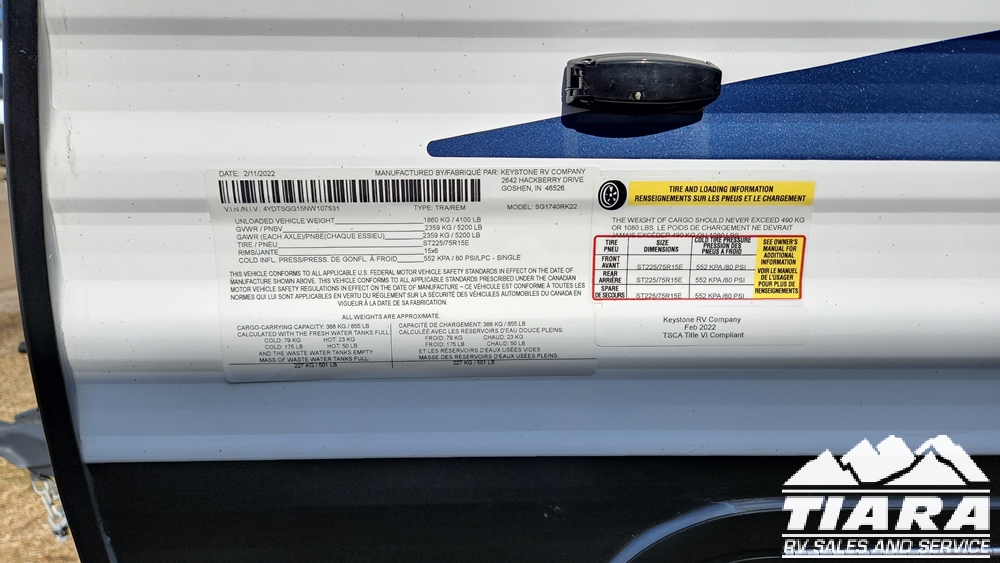 DATE: 2/11/2022 MANUFACTURED BY/FABRIQUÉ PAR: KEYSTONE RV COMPANY
2642 HACKBERRY DRIVE
GOSHEN, IN 46526
V.I.N./N.I.V.: 4YDTSGG15NW107531 TYPE: TRA/REM MODEL: SG1740RK22
UNLOADED VEHICLE WEIGHT 1860 KG / 4100 LB
GVWR / PNBV 2359 KG / 5200 LB
GAWR (EACH AXLE)/PNBE(CHAQUE ESSIEU) 2359 KG / 5200 LB
TIRE / PNEU ST225/75R15E
RIMS/JANTE 15x6
COLD INFL. PRESS/PRESS. DE GONFL. À FROID 552 KPA / 80 PSI/LPC - SINGLE
THIS VEHICLE CONFORMS TO ALL APPLICABLE U.S. FEDERAL MOTOR VEHICLE SAFETY STANDARDS IN EFFECT ON THE DATE OF
MANUFACTURE SHOWN ABOVE. THIS VEHICLE CONFORMS TO ALL APPLICABLE STANDARDS PRESCRIBED UNDER THE CANADIAN
MOTOR VEHICLE SAFETY REGULATIONS IN EFFECT ON THE DATE OF MANUFACTURE – CE VÉHICULE EST CONFORME À TOUTES LES
NORMES QUI LUI SONT APPLICABLES EN VERTU DU RÈGLEMENT SUR LA SÉCURITÉ DES VÉHICULES AUTOMOBILES DU CANADA EN
VIGUEUR À LA DATE DE SA FABRICATION.
ALL WEIGHTS ARE APPROXIMATE.
CARGO-CARRYING CAPACITY: 388 KG / 855 LB
CALCULATED WITH THE FRESH WATER TANKS FULL:
COLD: 79 KG HOT: 23 KG
COLD: 175 LB HOT: 50 LB
AND THE WASTE WATER TANKS EMPTY
MASS OF WASTE WATER TANKS FULL
227 KG / 501 LB
CAPACITÉ DE CHARGEMENT: 388 KG / 855 LB
CALCULÉE AVEC LES RÉSERVOIRS D'EAU DOUCE PLEINS:
FROID: 79 KG CHAUD: 23 KG
FROID: 175 LB CHAUD: 50 LB
ET LES RÉSERVOIRS D'EAUX USÉES VIDES
MASSE DES RÉSERVOIRS D'EAUX USÉES PLEINS:
227 KG / 501 LB
TIRE AND LOADING INFORMATION
RENSEIGNEMENTS SUR LES PNEUS ET LE CHARGEMENT
THE WEIGHT OF CARGO SHOULD NEVER EXCEED 490 KG
OR 1080 LBS. LE POIDS DE CHARGEMENT NE DEVRAIT
JAMAIS EXCÉDER 490 KG OU 1080 LBS.
TIRE
PNEU
SIZE
DIMENSIONS
COLD TIRE PRESSURE
PRESSION DES
PNEUS À FROID
FRONT
AVANT
ST225/75R15E 552 KPA /80 PSI
REAR
ARRIÈRE
ST225/75R15E 552 KPA /80 PSI
SPARE
DE SECOURS
ST225/75R15E 552 KPA /80 PSI
SEE OWNER'S
MANUAL FOR
ADDITIONAL
INFORMATION
VOIR LE MANUEL
DE L'USAGER
POUR PLUS DE
RENSEIGNEMENTS
Keystone RV Company
Feb 2022
TSCA Title VI Compliant
TIARA
RV SALES AND SERVICE